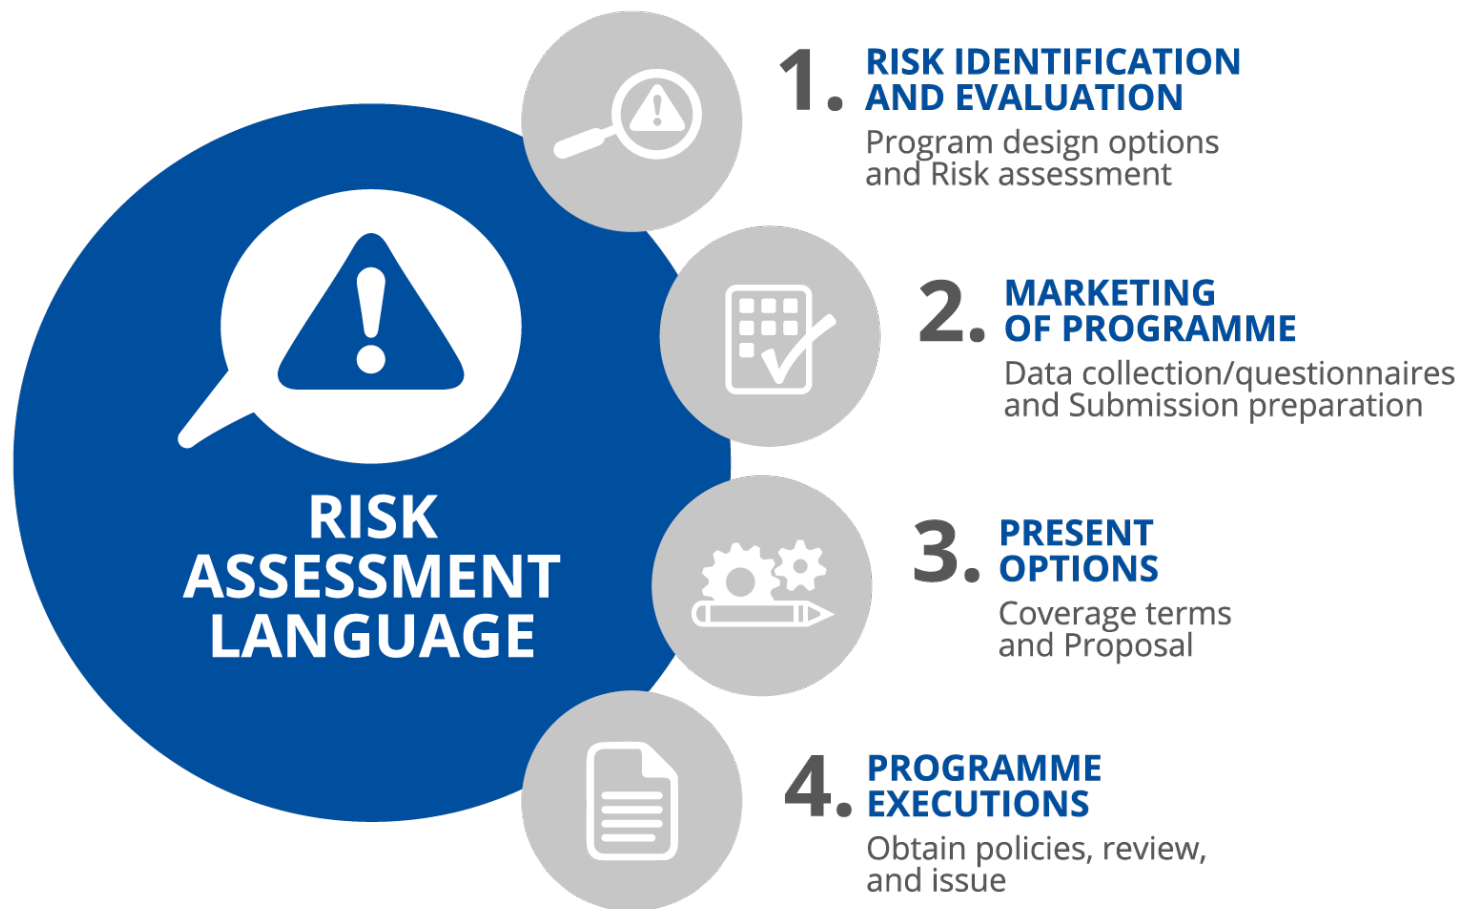 RISK
ASSESSMENT
LANGUAGE
1.
RISK IDENTIFICATION
AND EVALUATION
Program design options
and Risk assessment
2.
MARKETING
OF PROGRAMME
Data collection/questionnaires
and Submission preparation
3.
PRESENT
OPTIONS
Coverage terms
and Proposal
4.
PROGRAMME
EXECUTIONS
Obtain policies, review,
and issue